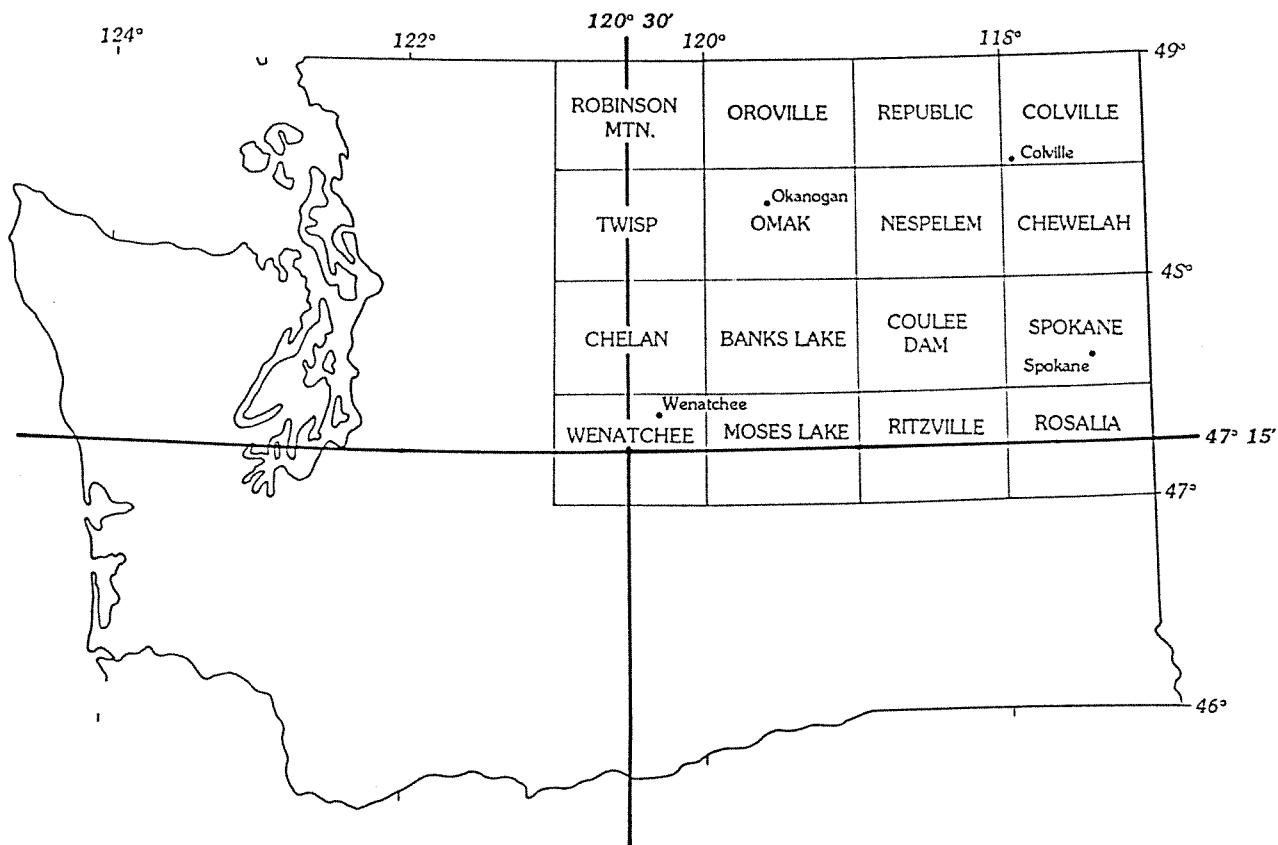 120° 30′
124°
122°
120°
118°
49°
ROBINSON
MTN.
OROVILLE
REPUBLIC
COLVILLE
Colville
Okanogan
TWISP
OMAK
NESPELEM
CHEWELAH
48°
CHELAN
BANKS LAKE
COULEE
DAM
SPOKANE
Spokane
Wenatchee
WENATCHEE
MOSES LAKE
RITZVILLE
ROSALIA
47° 15′
47°
46°